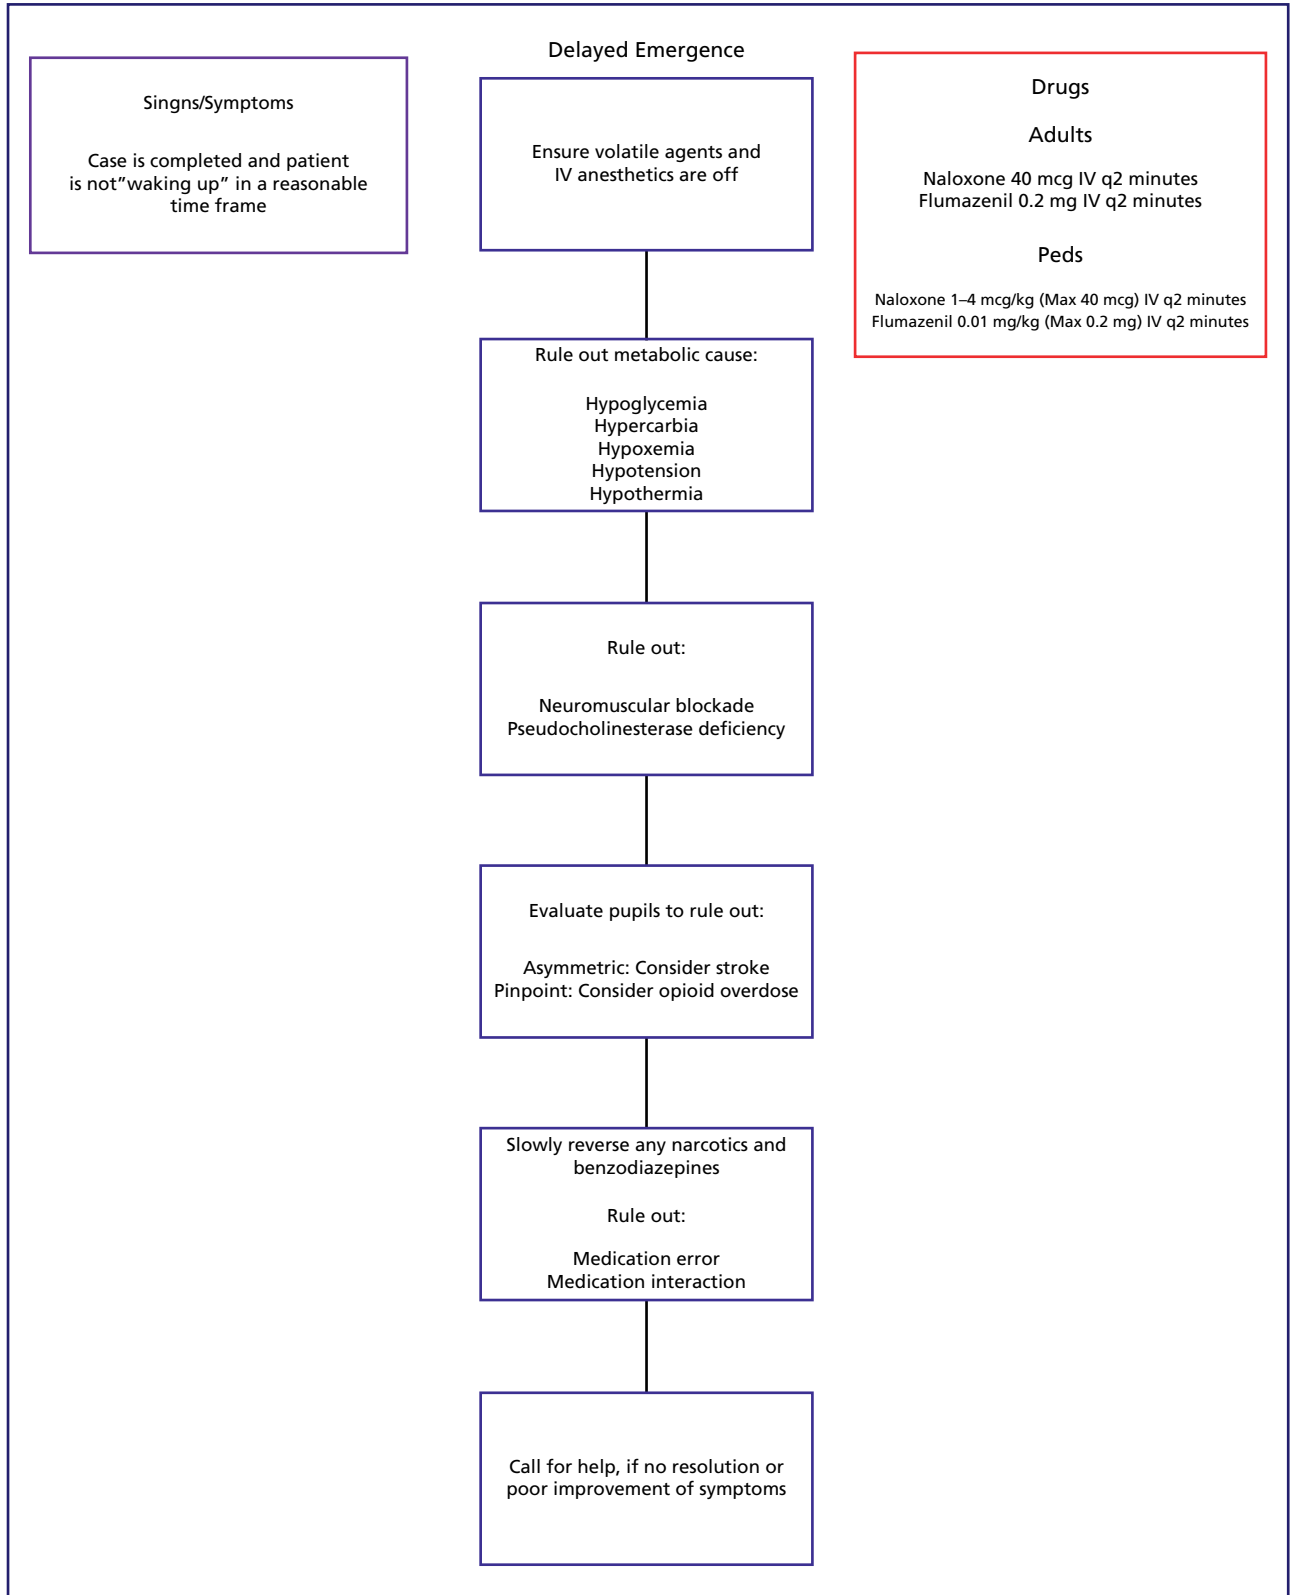 Delayed Emergence
Singns/Symptoms
Case is completed and patient
is not”waking up” in a reasonable
time frame
Ensure volatile agents and
IV anesthetics are off
Drugs
Adults
Naloxone 40 mcg IV q2 minutes
Flumazenil 0.2 mg IV q2 minutes
Peds
Naloxone 1–4 mcg/kg (Max 40 mcg) IV q2 minutes
Flumazenil 0.01 mg/kg (Max 0.2 mg) IV q2 minutes
Rule out metabolic cause:
Hypoglycemia
Hypercarbia
Hypoxemia
Hypotension
Hypothermia
Rule out:
Neuromuscular blockade
Pseudocholinesterase deficiency
Evaluate pupils to rule out:
Asymmetric: Consider stroke
Pinpoint: Consider opioid overdose
Slowly reverse any narcotics and
benzodiazepines
Rule out:
Medication error
Medication interaction
Call for help, if no resolution or
poor improvement of symptoms